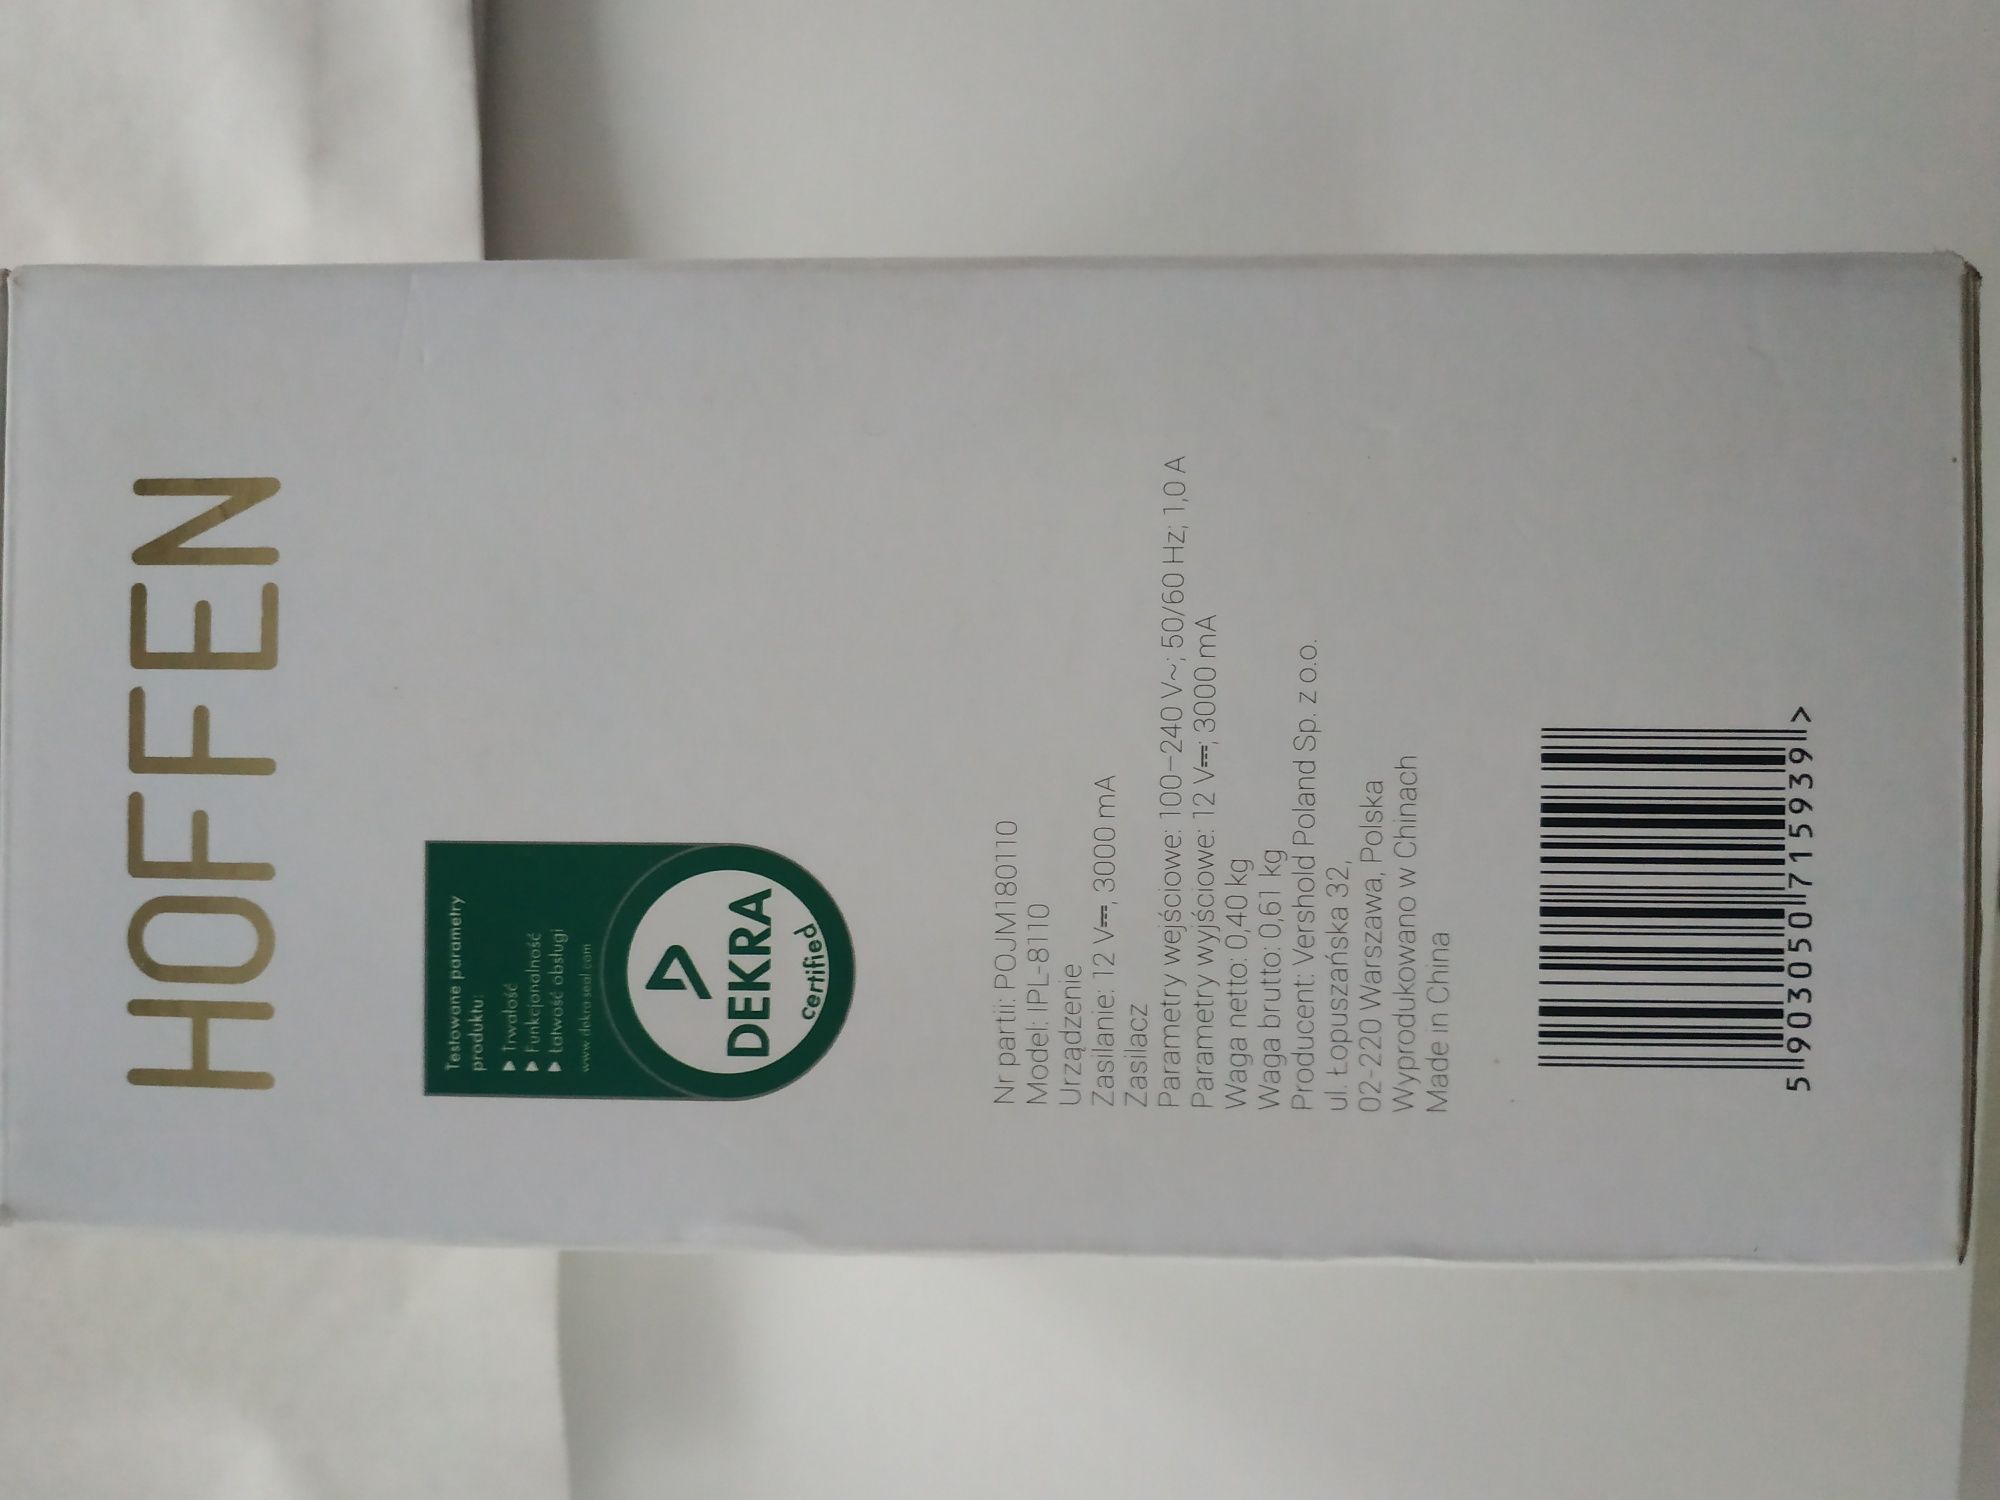 HOFFEN
Testowane parametry
produktu:
▶ Trwałość
▶ Funkcjonalność
▶ Łatwość obsługi
www.dekra-seal.com
DEKRA
certified
Nr partii: POJM180110
Model: IPL-8110
Urządzenie
Zasilanie: 12 V⎓, 3000 mA
Zasilacz
Parametry wejściowe: 100–240 V~; 50/60 Hz; 1,0 A
Parametry wyjściowe: 12 V⎓; 3000 mA
Waga netto: 0,40 kg
Waga brutto: 0,61 kg
Producent: Vershold Poland Sp. z o.o.
ul. Łopuszańska 32,
02-220 Warszawa, Polska
Wyprodukowano w Chinach
Made in China
5 903050 715939 >